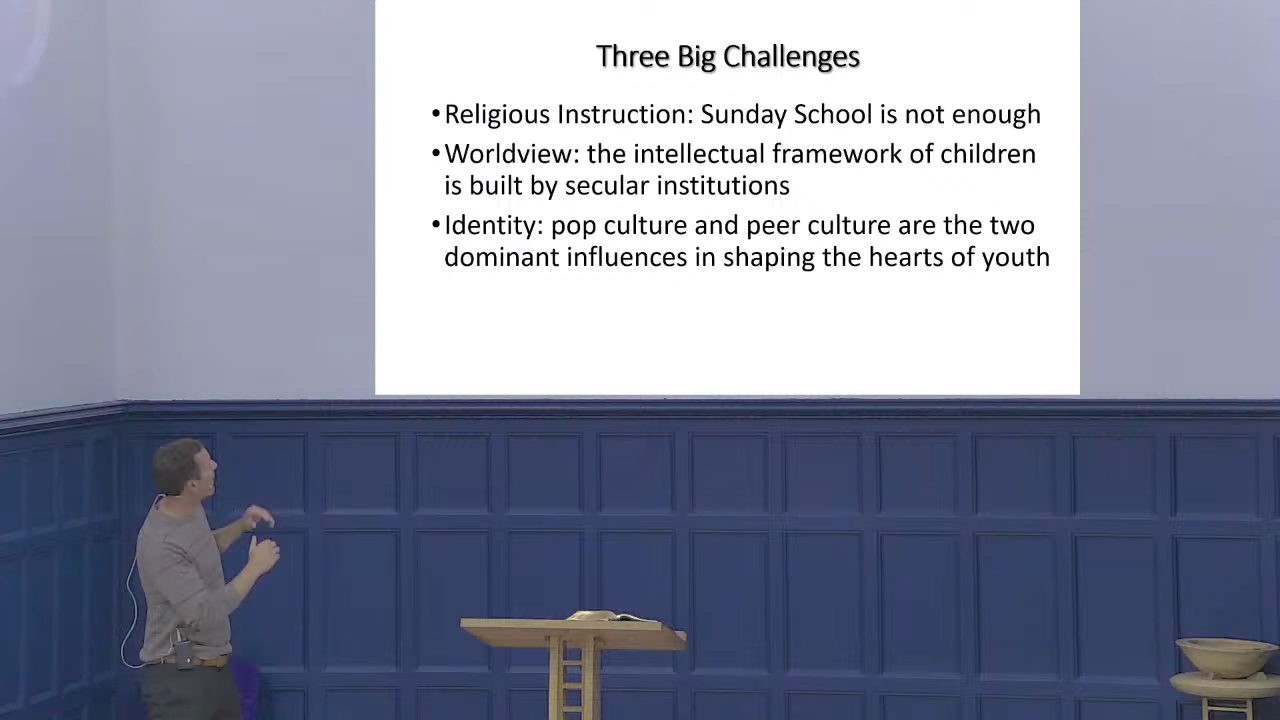 Three Big Challenges
•Religious Instruction: Sunday School is not enough
•Worldview: the intellectual framework of children
is built by secular institutions
•Identity: pop culture and peer culture are the two
dominant influences in shaping the hearts of youth